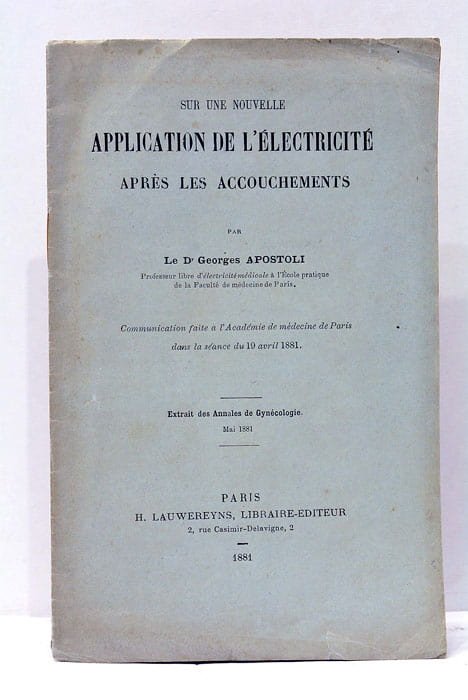 SUR UNE NOUVELLE
APPLICATION DE L'ÉLECTRICITÉ
APRÈS LES ACCOUCHEMENTS
PAR
Le Dr Georges APOSTOLI
Professeur libre d'électricité médicale à l'École pratique
de la Faculté de médecine de Paris.
Communication faite à l'Académie de médecine de Paris
dans la séance du 19 avril 1881.
Extrait des Annales de Gynécologie.
Mai 1881
PARIS
H. LAUWEREYNS, LIBRAIRE-EDITEUR
2, rue Casimir-Delavigne, 2
1881